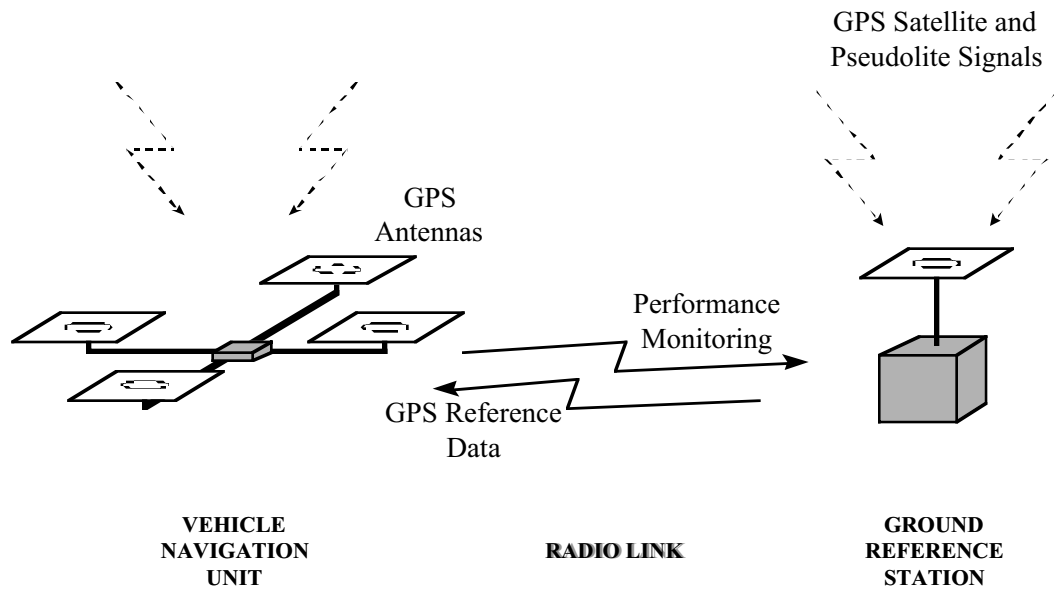 GPS Satellite and
Pseudolite Signals
GPS
Antennas
Performance
Monitoring
GPS Reference
Data
VEHICLE
NAVIGATION
UNIT
RADIO LINK
GROUND
REFERENCE
STATION